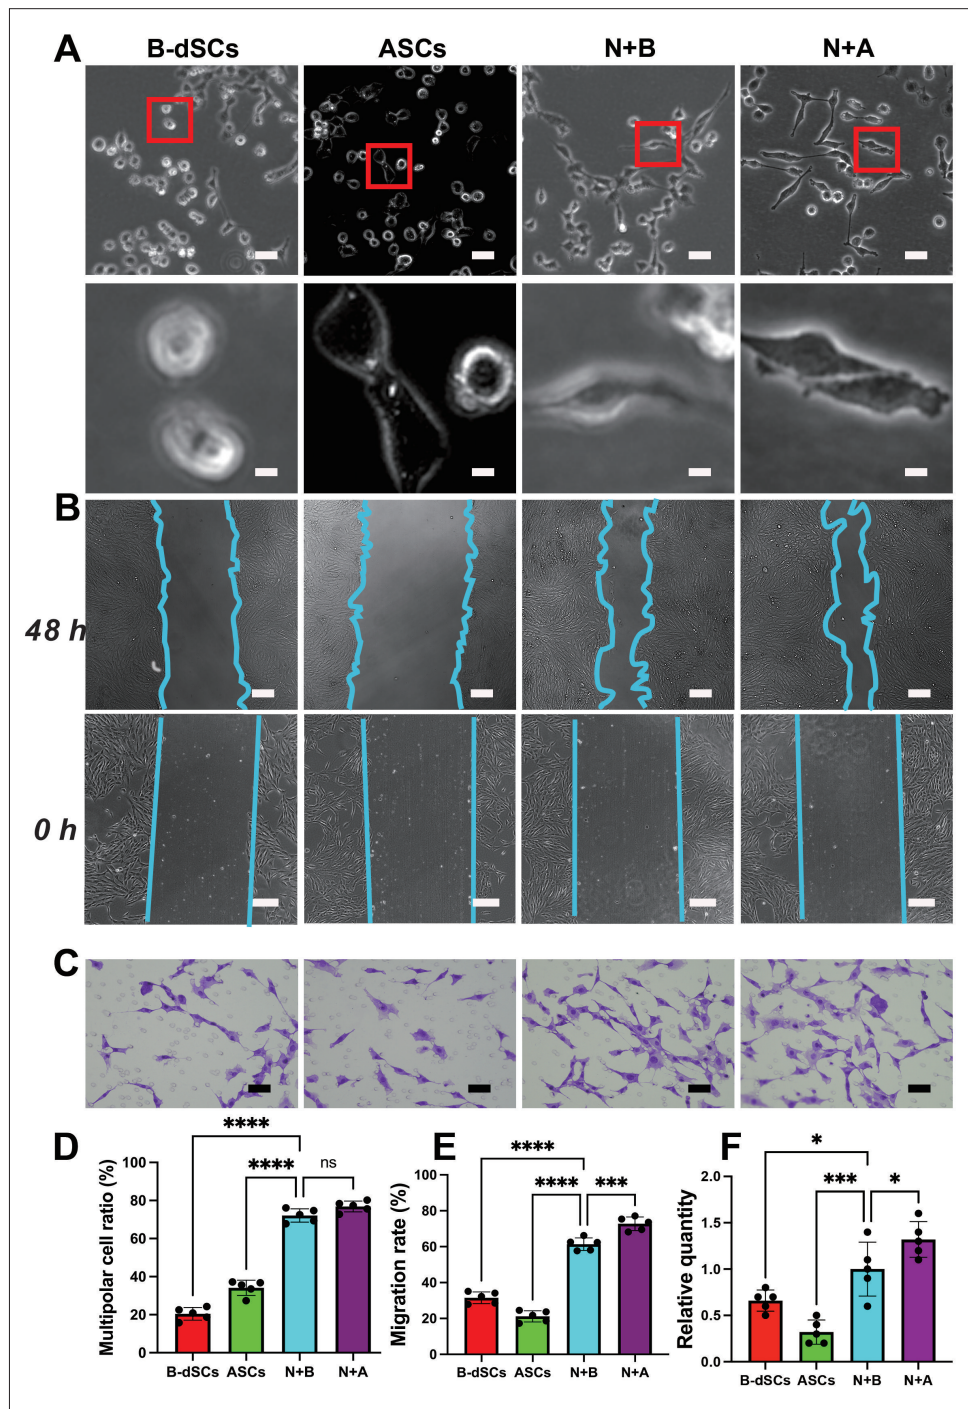 A
B-dSCs ASCs N+B N+A
B
48 h
0 h
C
D
**** 
**** ns
Multipolar cell ratio (%)
100
80
60
40
20
0
B-dSCs ASCs N+B N+A
E
****
**** ***
Migration rate (%)
100
80
60
40
20
0
B-dSCs ASCs N+B N+A
F
*
*** *
Relative quantity
2.0
1.5
1.0
0.5
0.0
B-dSCs ASCs N+B N+A